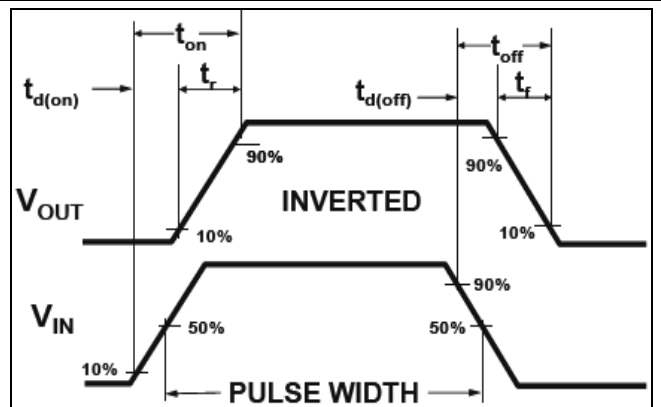 t_on t_off
t_d(on) t_r t_d(off) t_f
90% 90%
V_OUT INVERTED
10% 10%
90%
V_IN 50% 50%
10%
PULSE WIDTH